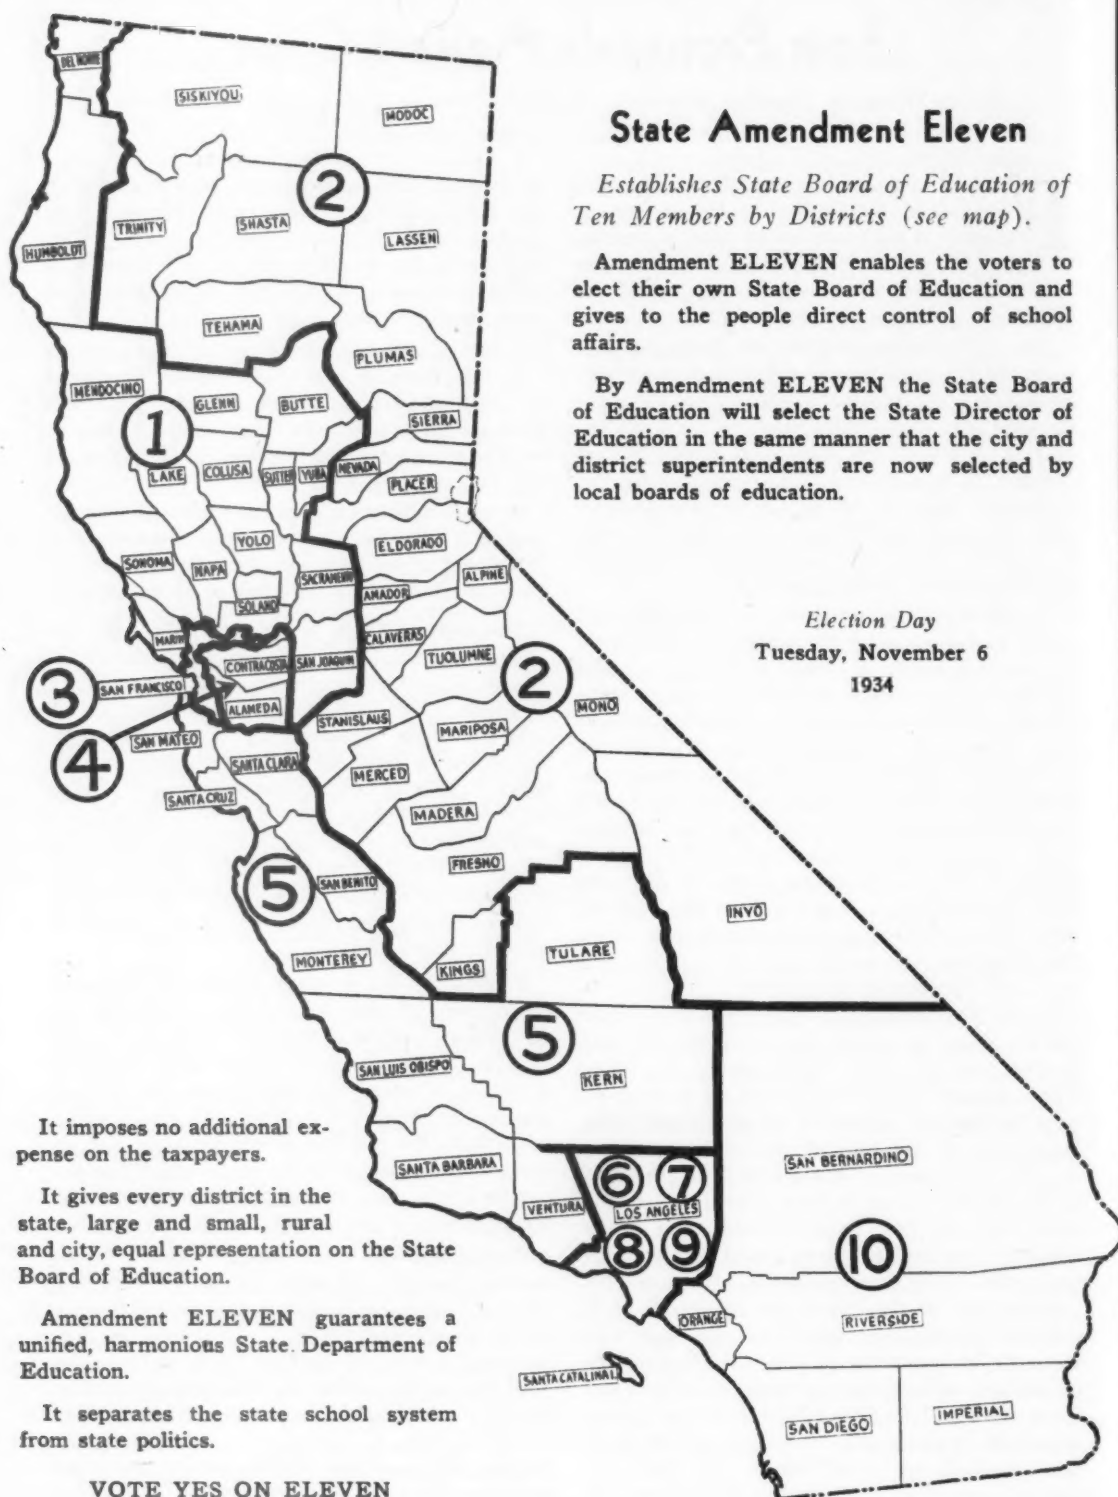 State Amendment Eleven
Establishes State Board of Education of
Ten Members by Districts (see map).
Amendment ELEVEN enables the voters to
elect their own State Board of Education and
gives to the people direct control of school
affairs.
By Amendment ELEVEN the State Board
of Education will select the State Director of
Education in the same manner that the city and
district superintendents are now selected by
local boards of education.
Election Day
Tuesday, November 6
1934
DEL NORTE
SISKIYOU
MODOC
2
TRINITY
SHASTA
LASSEN
HUMBOLDT
TEHAMA
PLUMAS
MENDOCINO
GLENN
BUTTE
SIERRA
1
LAKE
COLUSA
SUTTER
YUBA
NEVADA
PLACER
YOLO
ELDORADO
SONOMA
NAPA
SACRAMENTO
ALPINE
SOLANO
AMADOR
MARIN
CALAVERAS
CONTRA COSTA
SAN JOAQUIN
TUOLUMNE
2
3
SAN FRANCISCO
ALAMEDA
STANISLAUS
MONO
4
SAN MATEO
MARIPOSA
SANTA CLARA
MERCED
SANTA CRUZ
MADERA
5
SAN BENITO
FRESNO
INYO
MONTEREY
KINGS
TULARE
5
SAN LUIS OBISPO
KERN
SANTA BARBARA
SAN BERNARDINO
6
7
VENTURA
LOS ANGELES
8
9
10
ORANGE
RIVERSIDE
SANTA CATALINA I.
SAN DIEGO
IMPERIAL
It imposes no additional ex-
pense on the taxpayers.
It gives every district in the
state, large and small, rural
and city, equal representation on the State
Board of Education.
Amendment ELEVEN guarantees a
unified, harmonious State Department of
Education.
It separates the state school system
from state politics.
VOTE YES ON ELEVEN